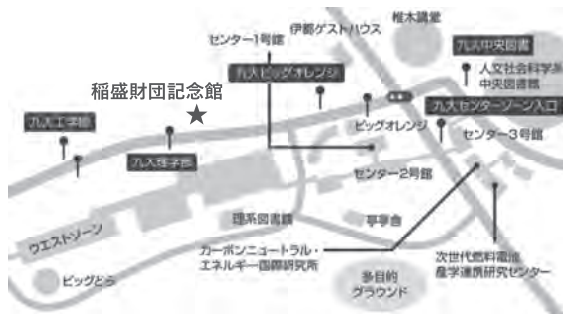 椎木講堂
伊都ゲストハウス
センター1号館
九大中央図書
人文社会科学系
中央図書館
九大ビッグオレンジ
稲盛財団記念館
九大センターゾーン入口
九大工学部
ビッグオレンジ
センター3号館
九大理学部
センター2号館
理系図書館
亭亭舎
ウエストゾーン
カーボンニュートラル・
エネルギー国際研究所
次世代燃料電池
産学連携研究センター
ビッグどら
多目的
グラウンド